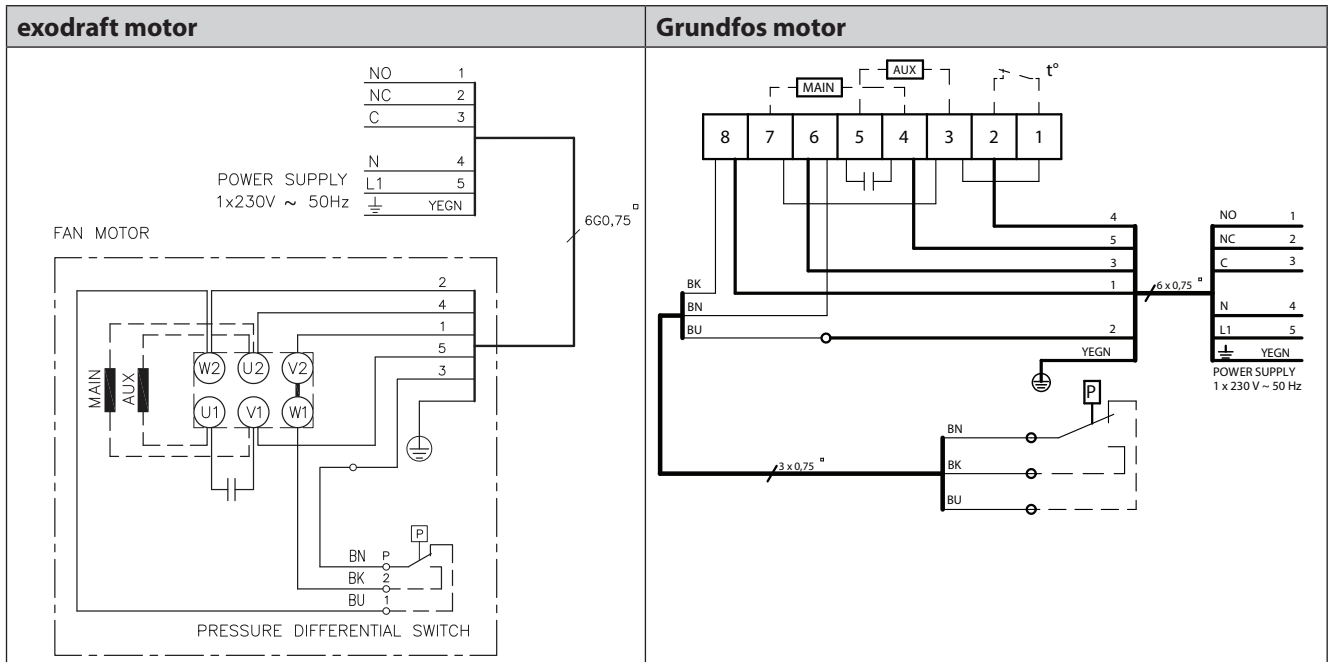 exodraft motor
NO 1
NC 2
C 3
N 4
POWER SUPPLY L1 5
1x230V ~ 50Hz YEGN
6G0,75
FAN MOTOR
2
4
1
5
3
MAIN
AUX
W2 U2 V2
U1 V1 W1
P
BN P
BK 2
BU 1
PRESSURE DIFFERENTIAL SWITCH
Grundfos motor
AUX t°
MAIN
8 7 6 5 4 3 2 1
4
5
3
1
2
YEGN
BK
BN
BU
6 x 0,75
NO 1
NC 2
C 3
N 4
L1 5
YEGN
POWER SUPPLY
1 x 230 V ~ 50 Hz
P
BN
BK
BU
3 x 0,75